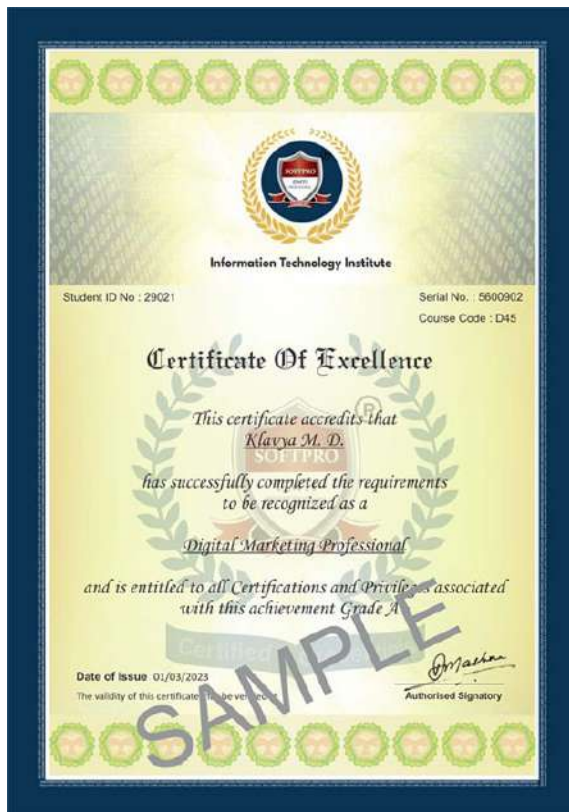 SOFTPRO
Information Technology Institute
Student ID No : 29021
Serial No. : 5600902
Course Code : D45
Certificate Of Excellence
This certificate accredits that
Klavya M. D.
SOFTPRO
®
has successfully completed the requirements
to be recognized as a
Digital Marketing Professional
and is entitled to all Certifications and Privileges associated
with this achievement Grade A
Certified
SAMPLE
Date of Issue 01/03/2023
The validity of this certificate be
Authorised Signatory